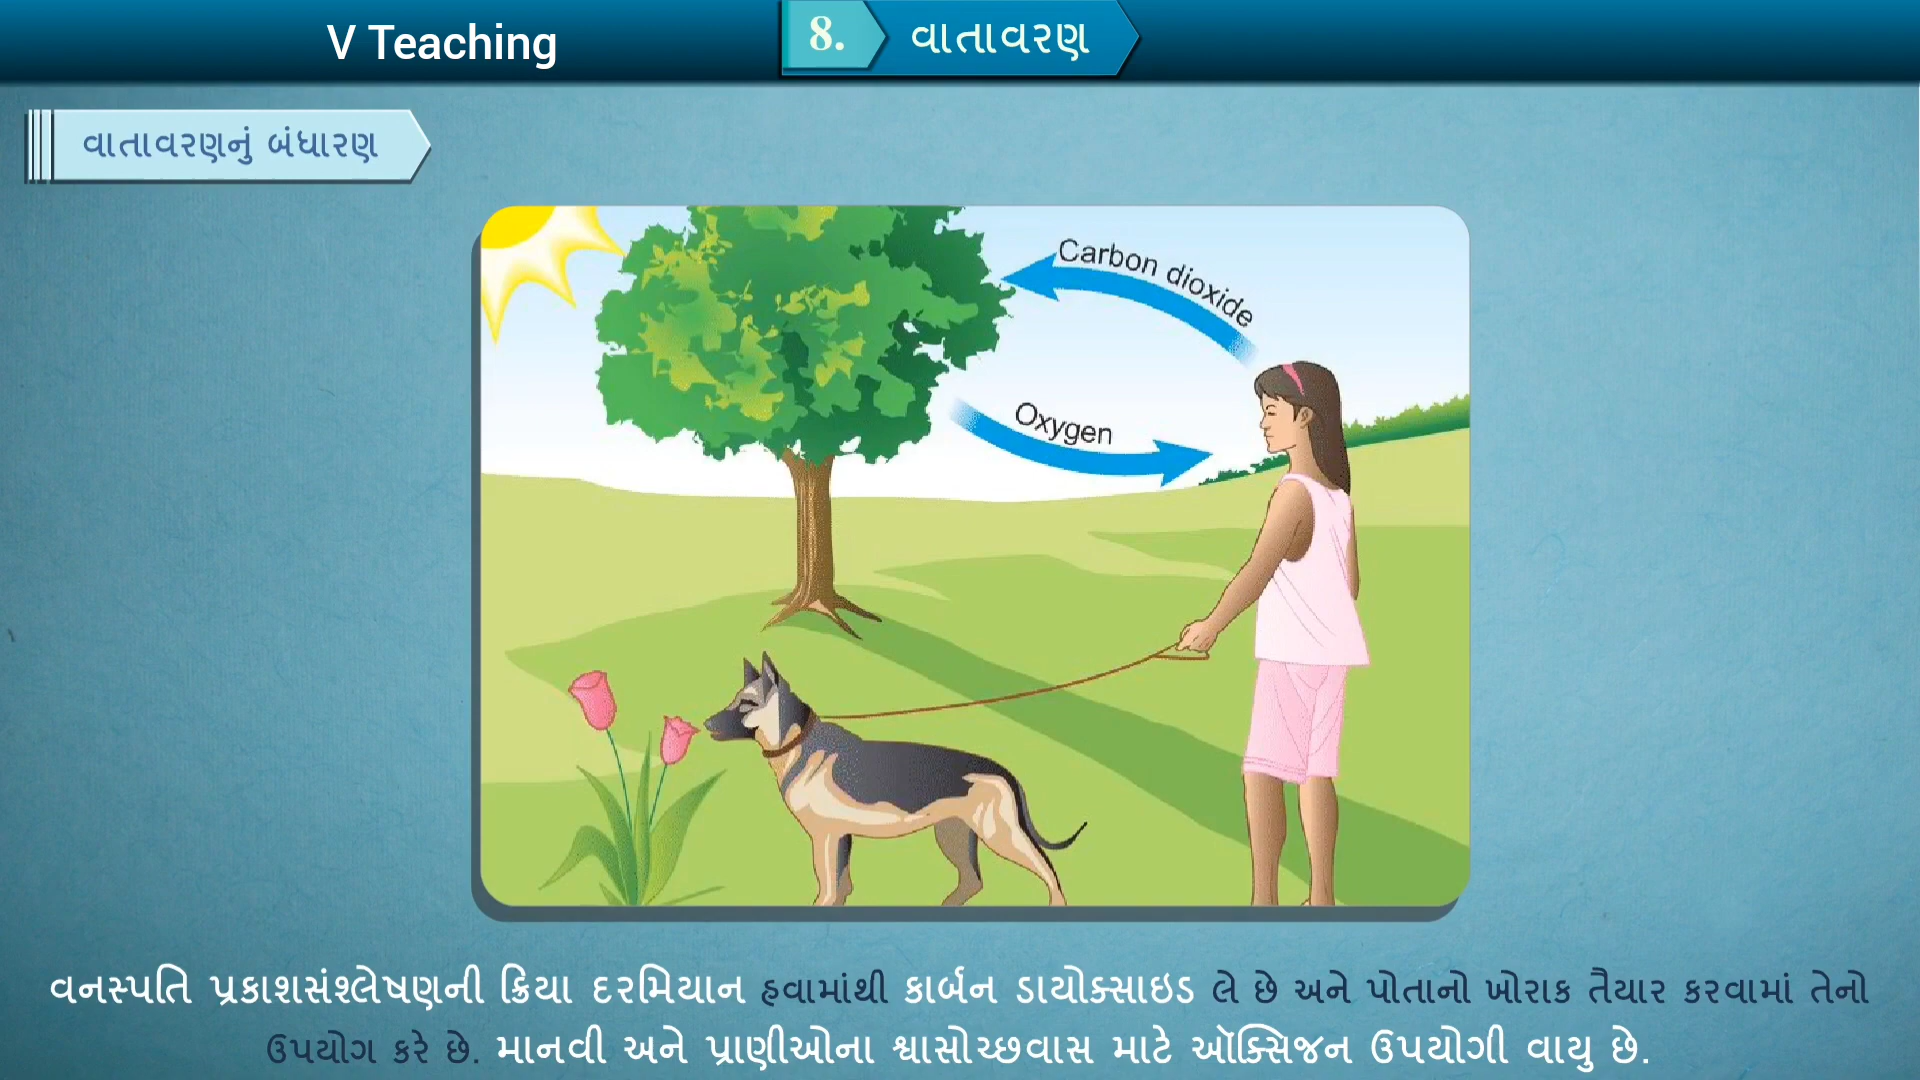 V Teaching
8.
વાતાવરણ
વાતાવરણનું બંધારણ
Carbon dioxide
Oxygen
વનસ્પતિ પ્રકાશસંશ્લેષણની ક્રિયા દરમિયાન હવામાંથી કાર્બન ડાયોક્સાઇડ લે છે અને પોતાનો ખોરાક તૈયાર કરવામાં તેનો
ઉપયોગ કરે છે. માનવી અને પ્રાણીઓના શ્વાસોચ્છવાસ માટે ઑક્સિજન ઉપયોગી વાયુ છે.